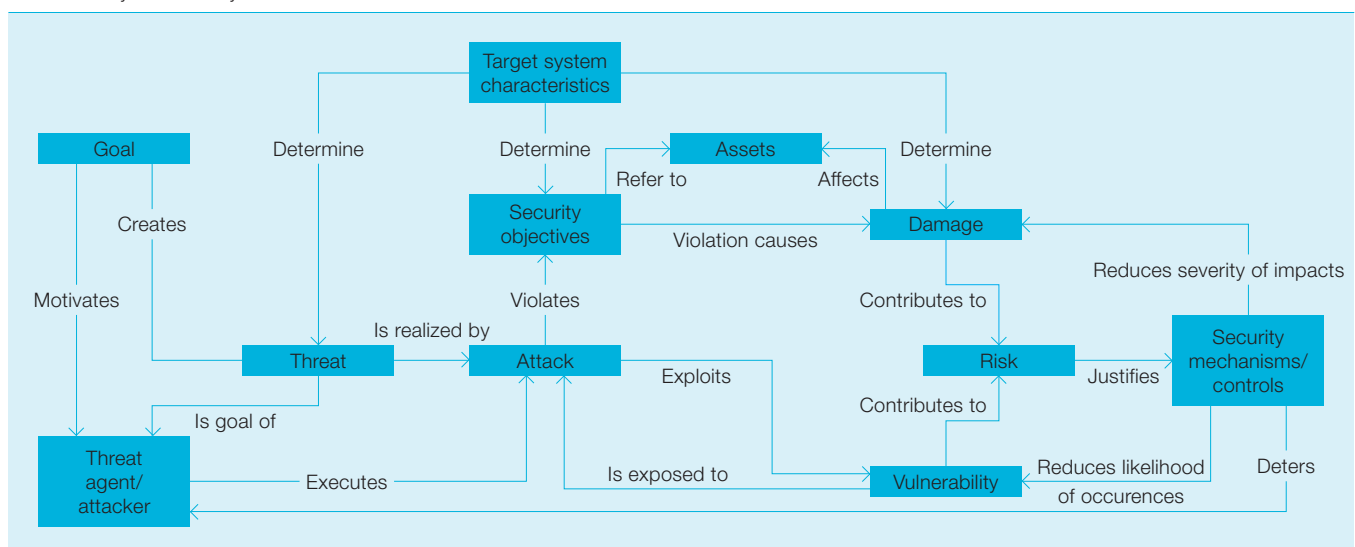 Target system
characteristics
Goal
Determine
Determine
Assets
Determine
Refer to
Affects
Creates
Security
objectives
Violation causes
Damage
Reduces severity of impacts
Motivates
Violates
Contributes to
Is realized by
Threat
Attack
Exploits
Risk
Justifies
Security
mechanisms/
controls
Contributes to
Is goal of
Threat
agent/
attacker
Executes
Is exposed to
Vulnerability
Reduces likelihood
of occurences
Deters